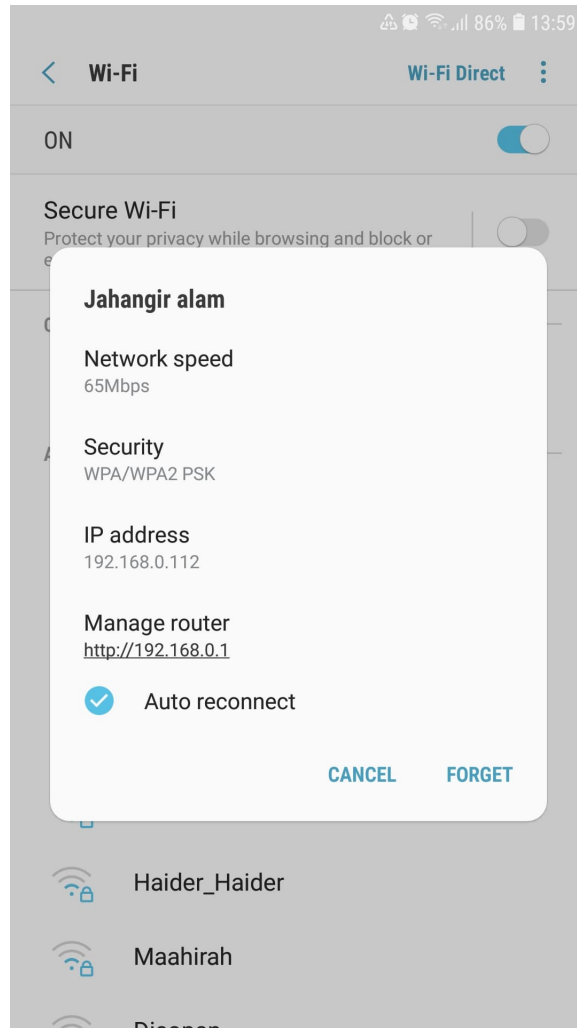 86% 13:59
Wi-Fi
Wi-Fi Direct
ON
Secure Wi-Fi
Protect your privacy while browsing and block or
Jahangir alam
Network speed
65Mbps
Security
WPA/WPA2 PSK
IP address
192.168.0.112
Manage router
http://192.168.0.1
Auto reconnect
CANCEL FORGET
Haider_Haider
Maahirah